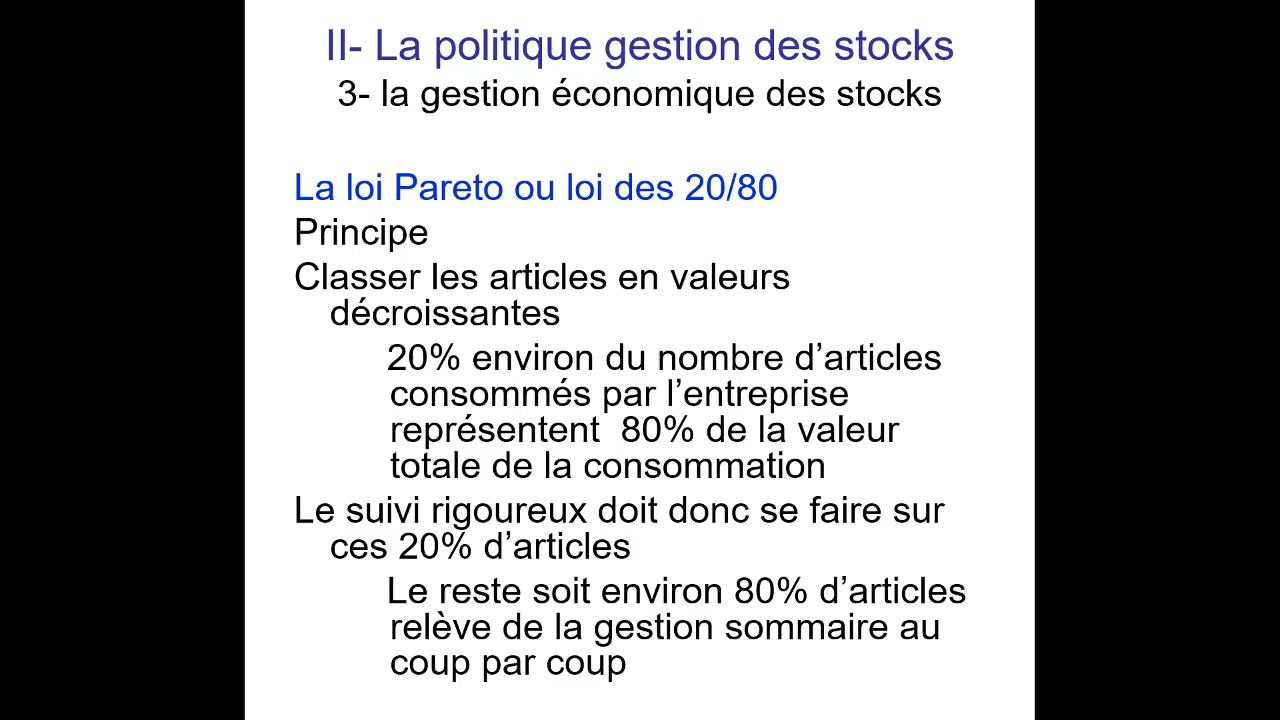 II- La politique gestion des stocks
3- la gestion économique des stocks
La loi Pareto ou loi des 20/80
Principe
Classer les articles en valeurs
décroissantes
20% environ du nombre d’articles
consommés par l’entreprise
représentent  80% de la valeur
totale de la consommation
Le suivi rigoureux doit donc se faire sur
ces 20% d’articles
Le reste soit environ 80% d’articles
relève de la gestion sommaire au
coup par coup